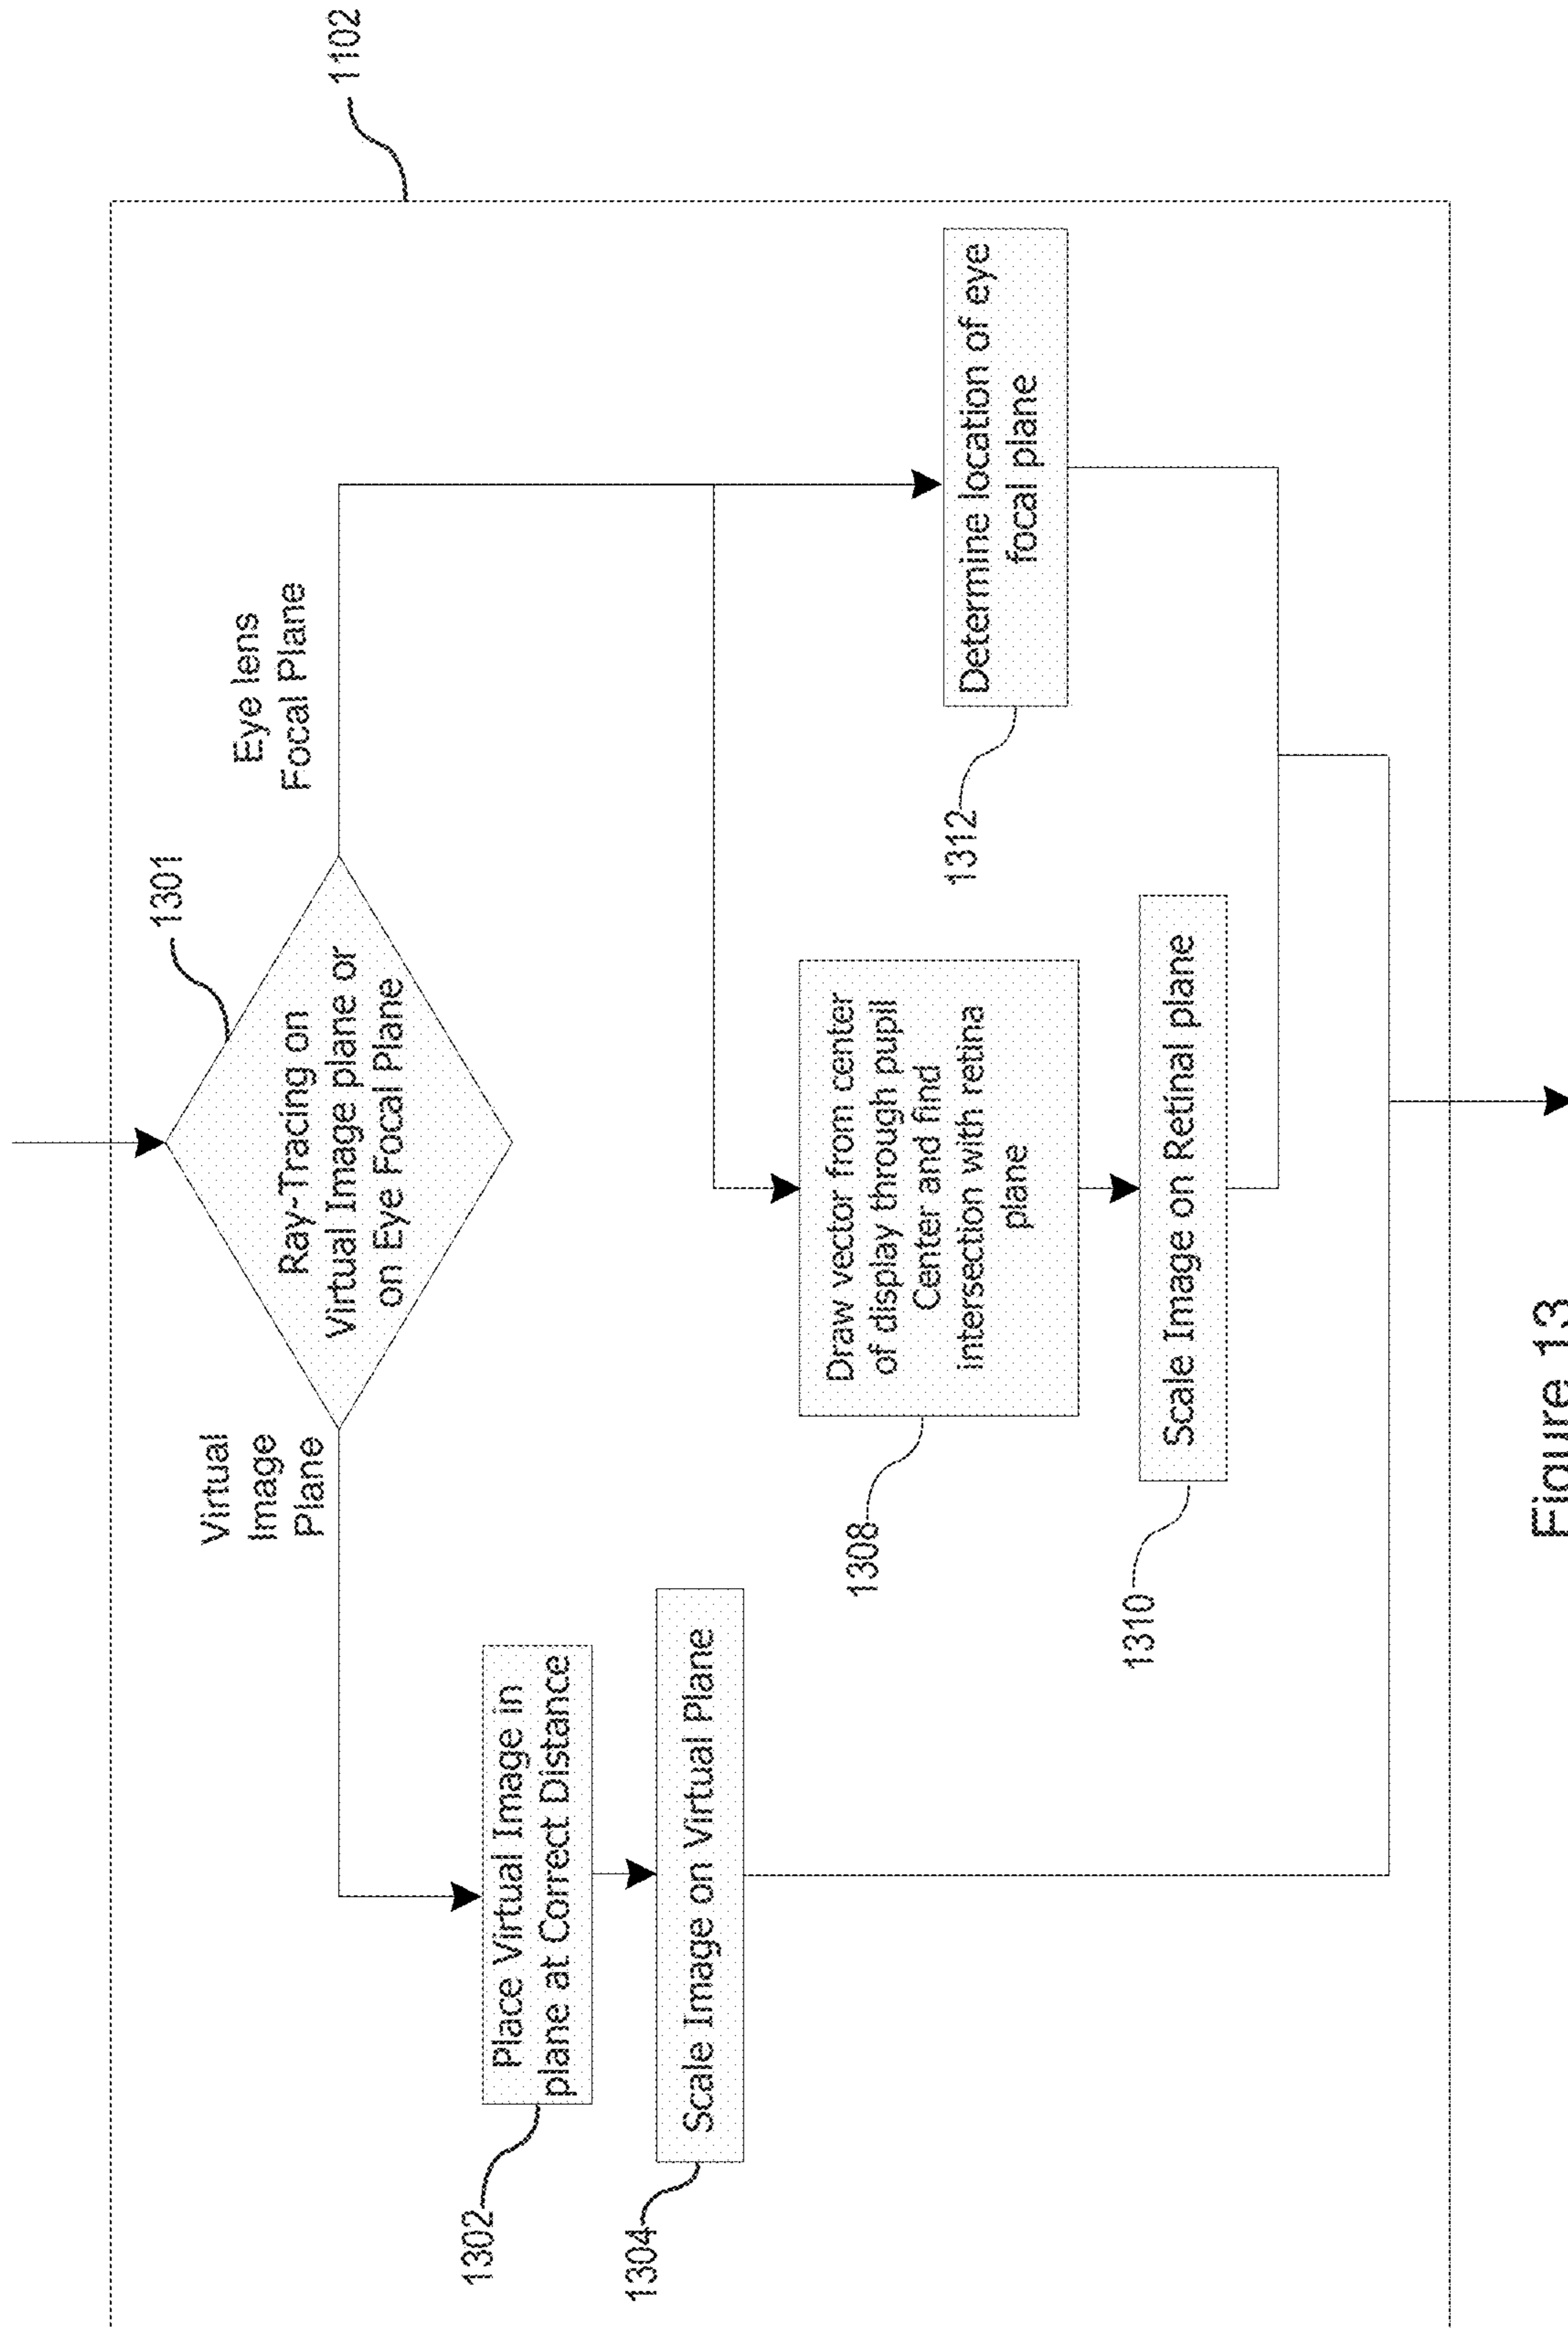 1102
1301
Ray-Tracing on
Virtual Image plane or
on Eye Focal Plane
Virtual
Image
Plane
Eye lens
Focal Plane
1302
Place Virtual Image in
plane at Correct Distance
1304
Scale Image on Virtual Plane
1308
Draw vector from center
of display through pupil
Center and find
intersection with retina
plane
1310
Scale Image on Retinal plane
1312
Determine location of eye
focal plane
Figure 13